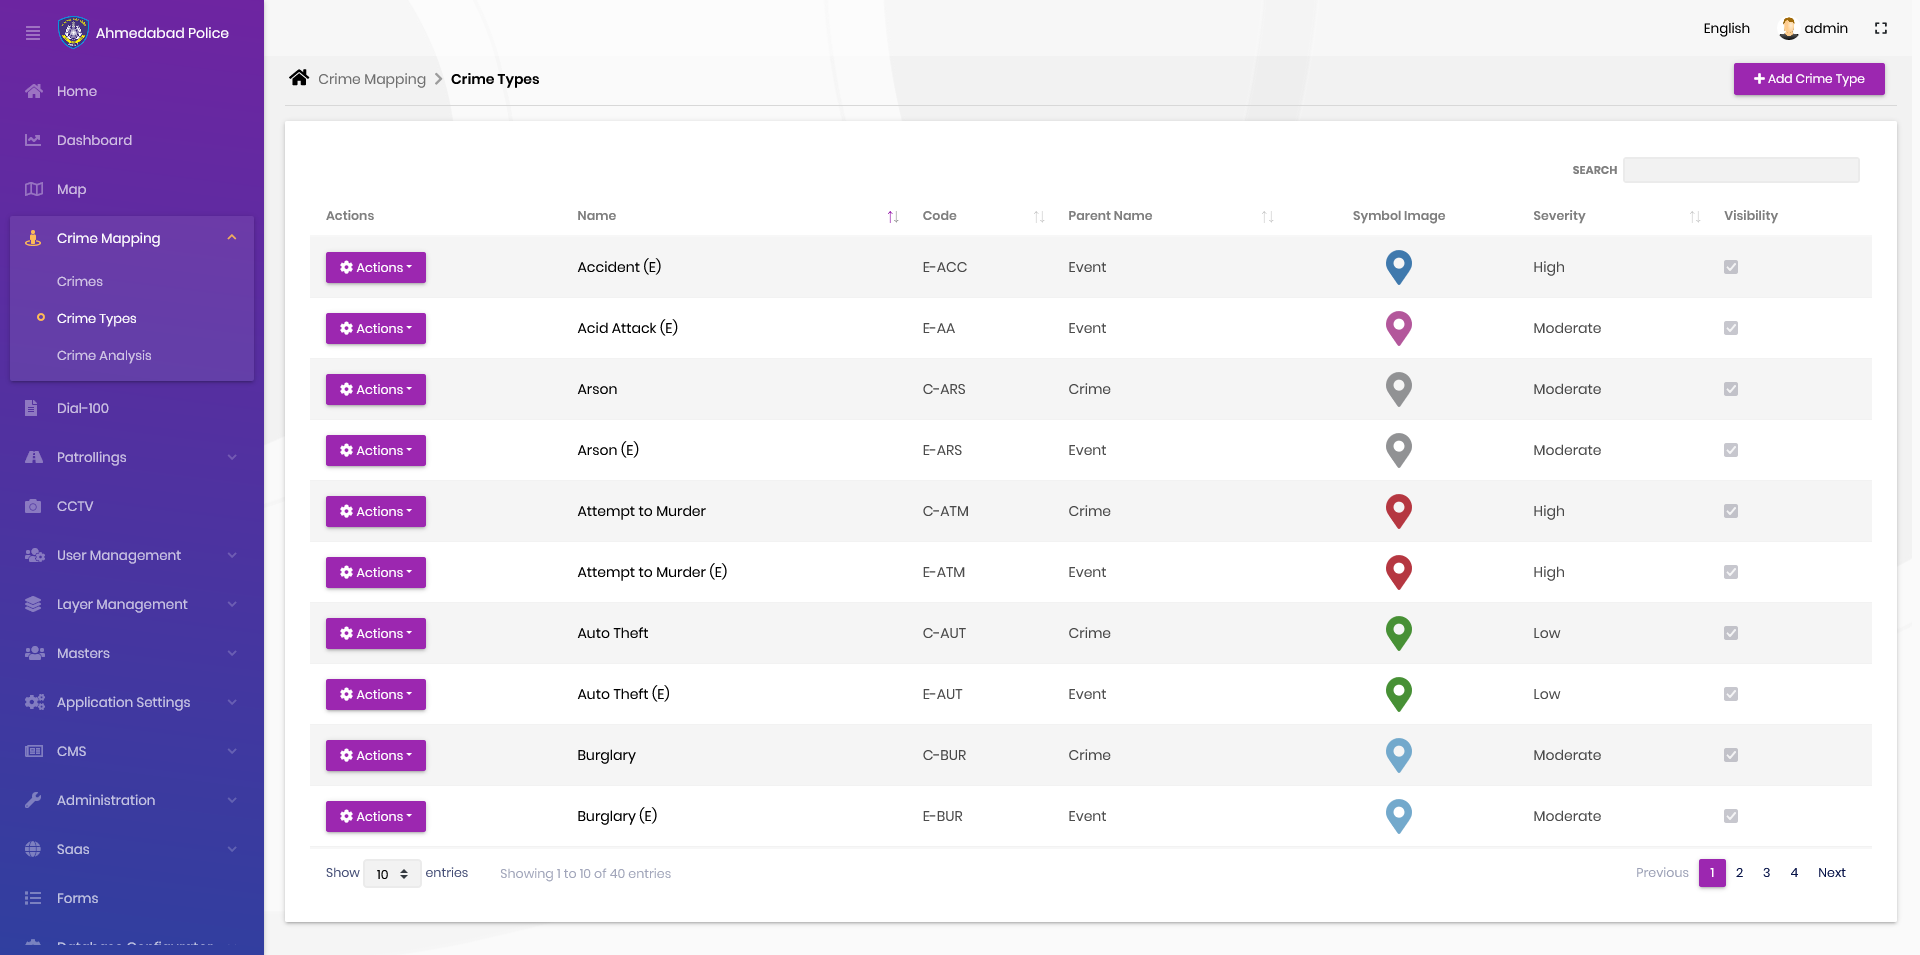 Ahmedabad Police
English
admin
Home
Dashboard
Map
Crime Mapping
Crimes
Crime Types
Crime Analysis
Dial-100
Patrollings
CCTV
User Management
Layer Management
Masters
Application Settings
CMS
Administration
Saas
Forms
Database Configurator
Crime Mapping > Crime Types
Add Crime Type
SEARCH
Actions Name Code Parent Name Symbol Image Severity Visibility
Actions Accident (E) E-ACC Event High
Actions Acid Attack (E) E-AA Event Moderate
Actions Arson C-ARS Crime Moderate
Actions Arson (E) E-ARS Event Moderate
Actions Attempt to Murder C-ATM Crime High
Actions Attempt to Murder (E) E-ATM Event High
Actions Auto Theft C-AUT Crime Low
Actions Auto Theft (E) E-AUT Event Low
Actions Burglary C-BUR Crime Moderate
Actions Burglary (E) E-BUR Event Moderate
Show 10 entries Showing 1 to 10 of 40 entries Previous 1 2 3 4 Next